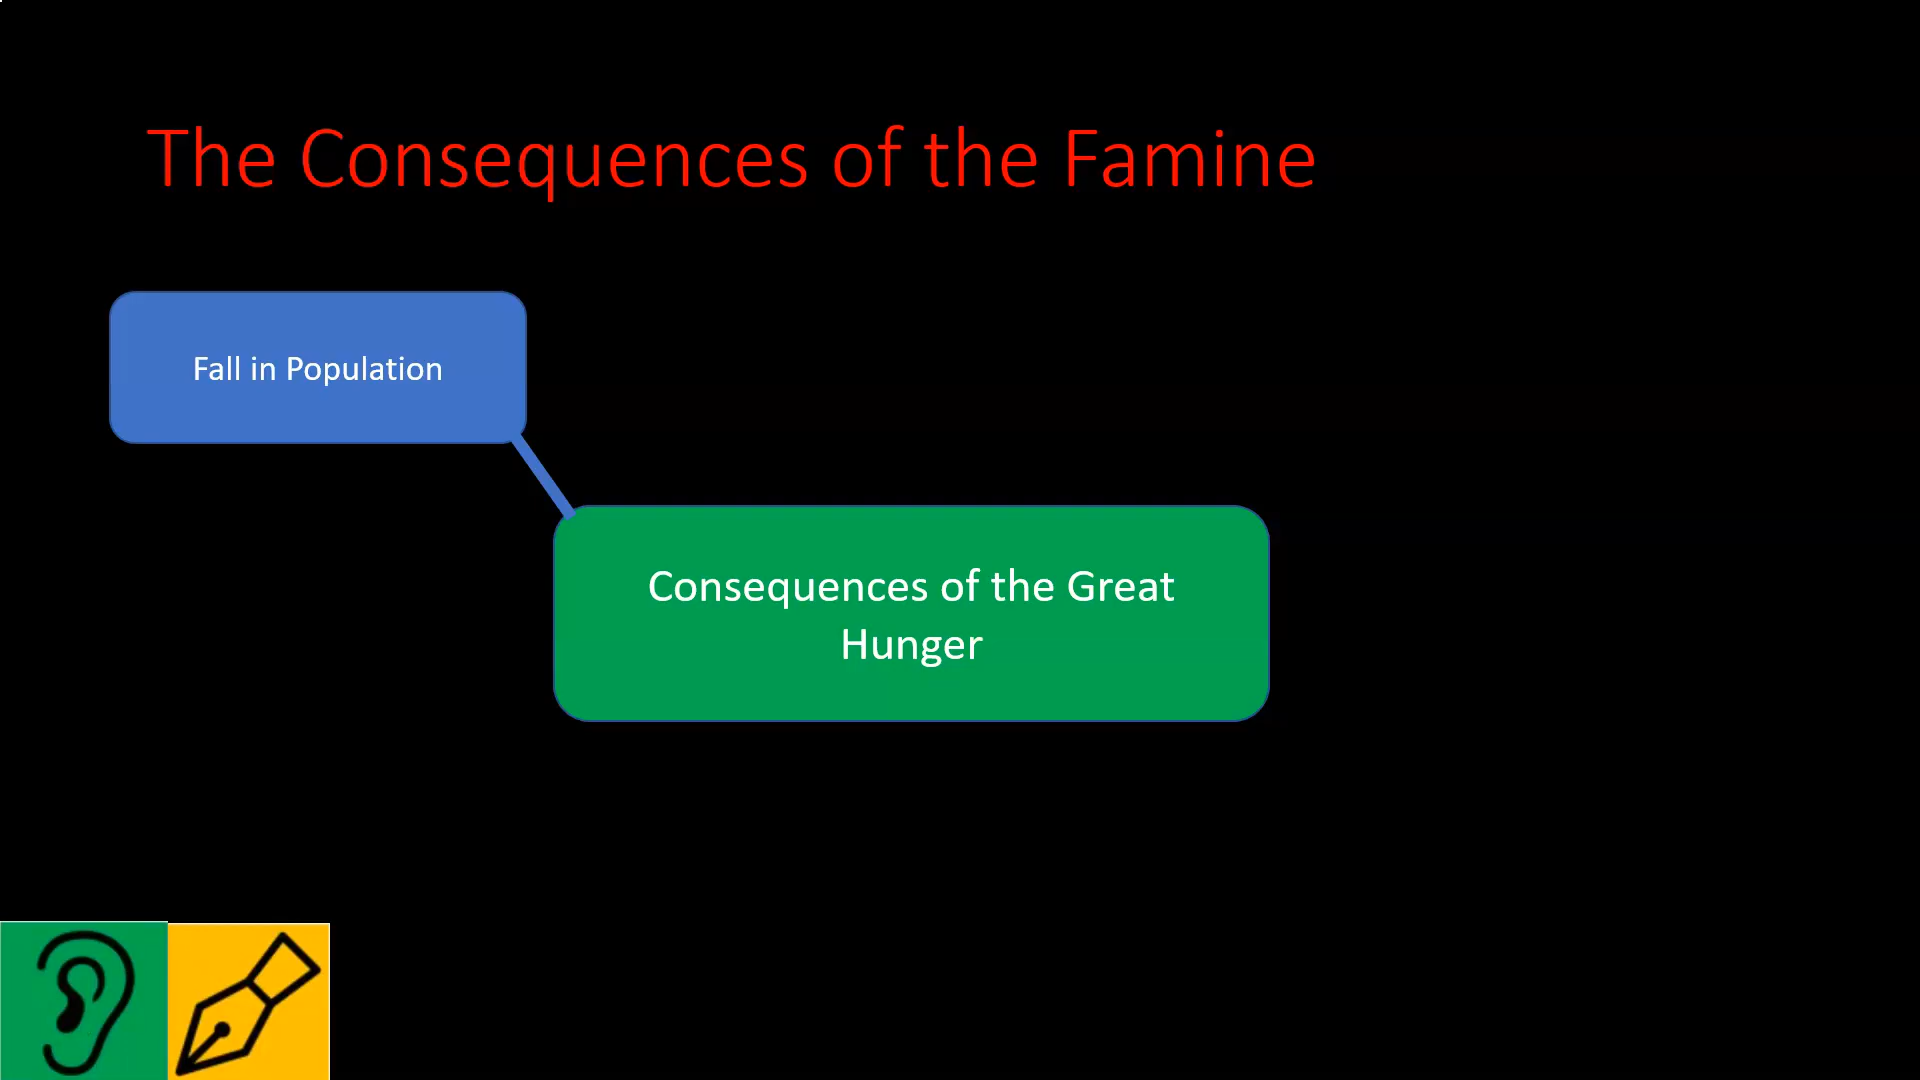 The Consequences of the Famine
Fall in Population
Consequences of the Great
Hunger